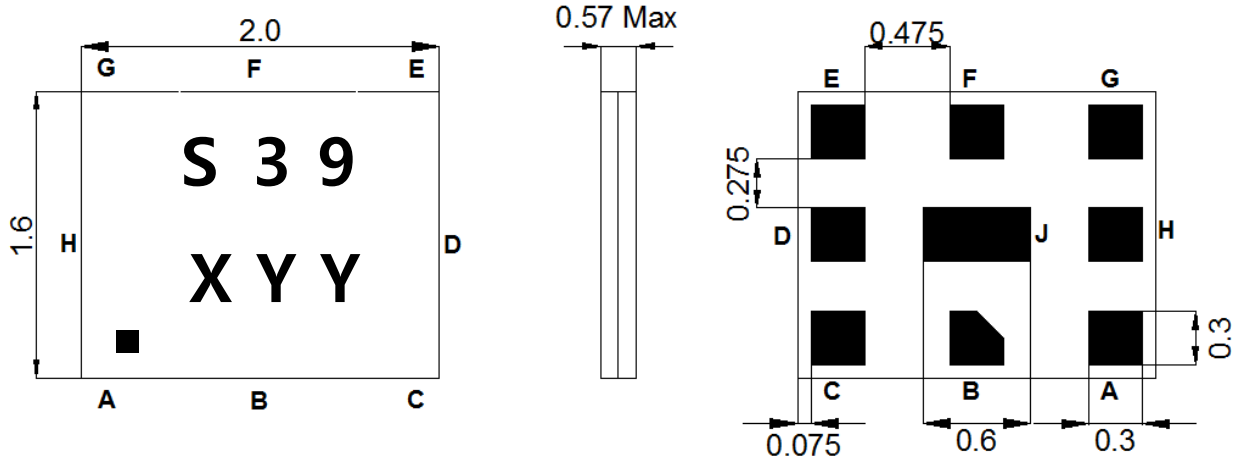 2.0
G F E
S 3 9
1.6
H D
X Y Y
A B C
0.57 Max
0.475
E F G
0.275
D J H
0.3
C B A
0.075 0.6 0.3